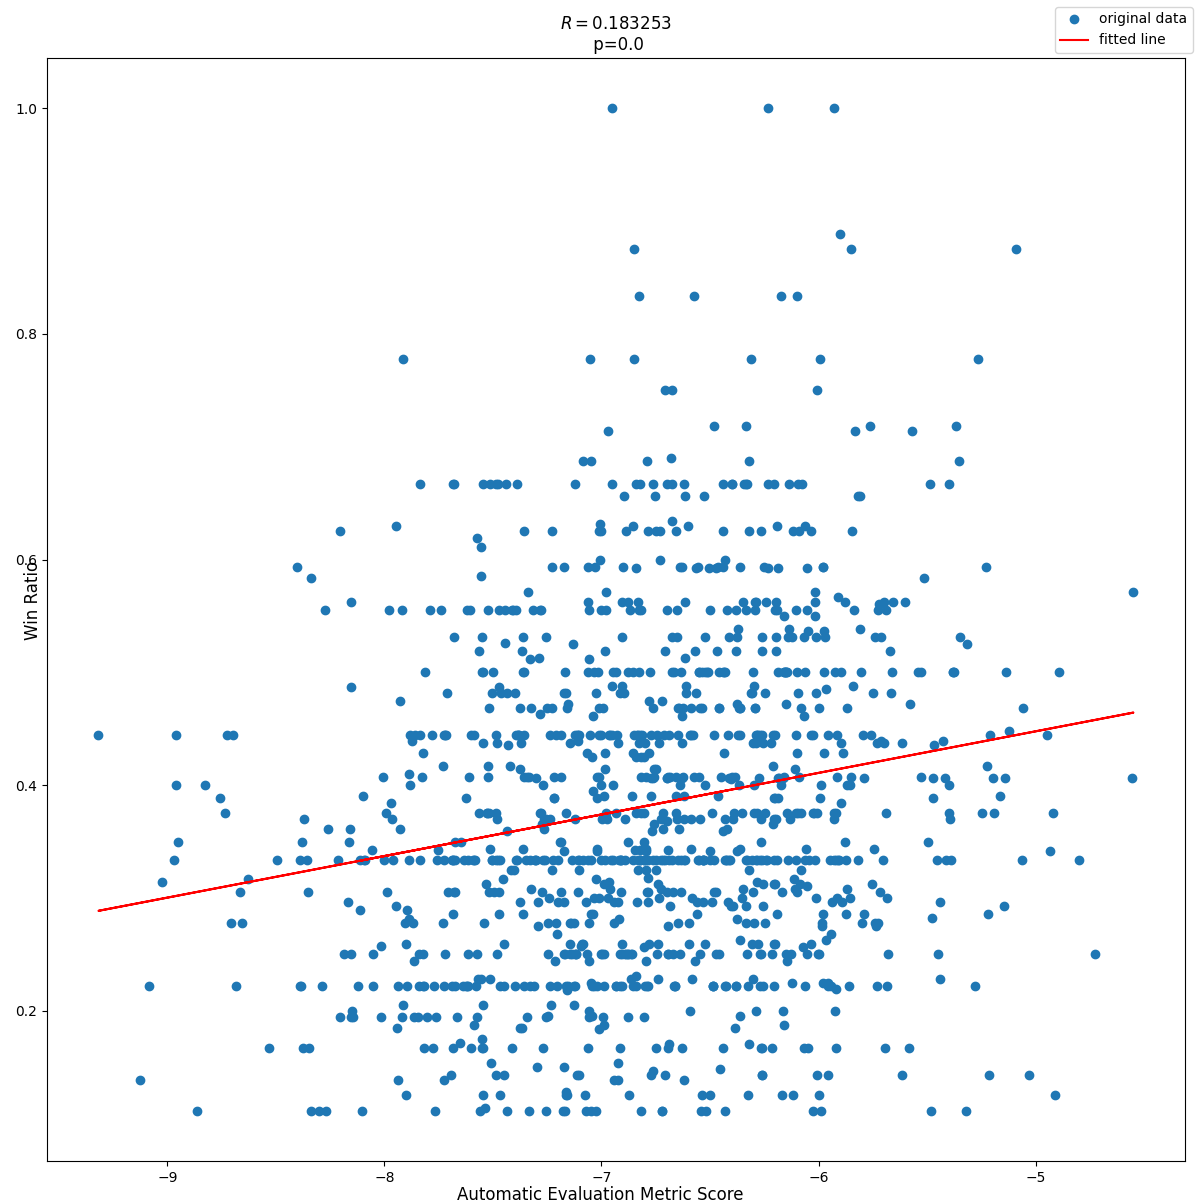 R = 0.183253
p=0.0
original data
fitted line
1.0
0.8
0.6
0.4
0.2
Win Ratio
−9
−8
−7
−6
−5
Automatic Evaluation Metric Score